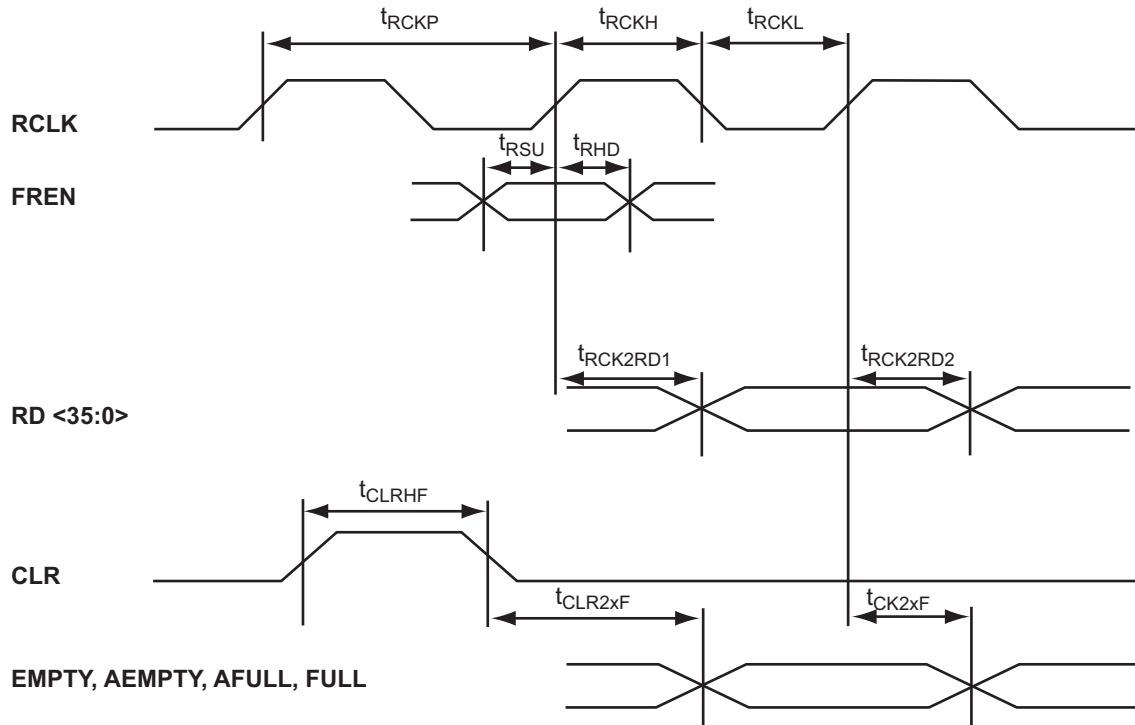 tRCKP tRCKH tRCKL
RCLK
tRSU tRHD
FREN
tRCK2RD1 tRCK2RD2
RD <35:0>
tCLRHF
CLR
tCLR2xF tCK2xF
EMPTY, AEMPTY, AFULL, FULL